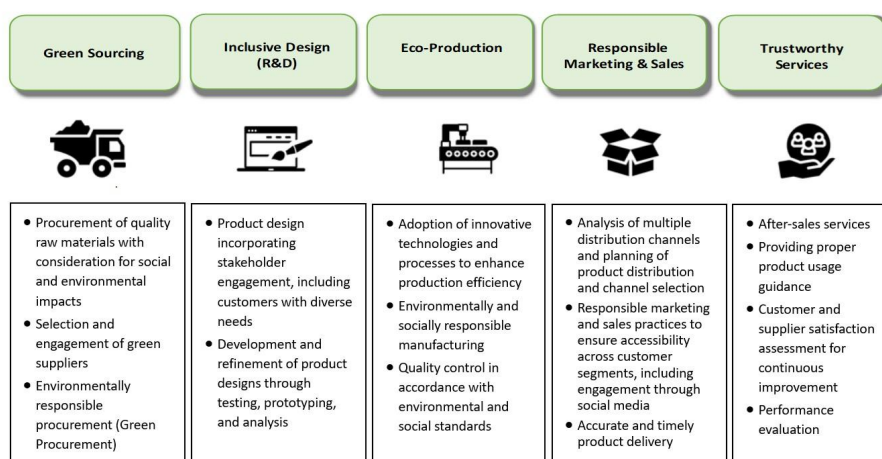 Green Sourcing
Inclusive Design
(R&D)
Eco-Production
Responsible
Marketing & Sales
Trustworthy
Services
• Procurement of quality
raw materials with
consideration for social
and environmental
impacts
• Selection and
engagement of green
suppliers
• Environmentally
responsible
procurement (Green
Procurement)
• Product design
incorporating
stakeholder
engagement, including
customers with diverse
needs
• Development and
refinement of product
designs through
testing, prototyping,
and analysis
• Adoption of innovative
technologies and
processes to enhance
production efficiency
• Environmentally and
socially responsible
manufacturing
• Quality control in
accordance with
environmental and
social standards
• Analysis of multiple
distribution channels
and planning of
product distribution
and channel selection
• Responsible marketing
and sales practices to
ensure accessibility
across customer
segments, including
engagement through
social media
• Accurate and timely
product delivery
• After-sales services
• Providing proper
product usage
guidance
• Customer and
supplier satisfaction
assessment for
continuous
improvement
• Performance
evaluation